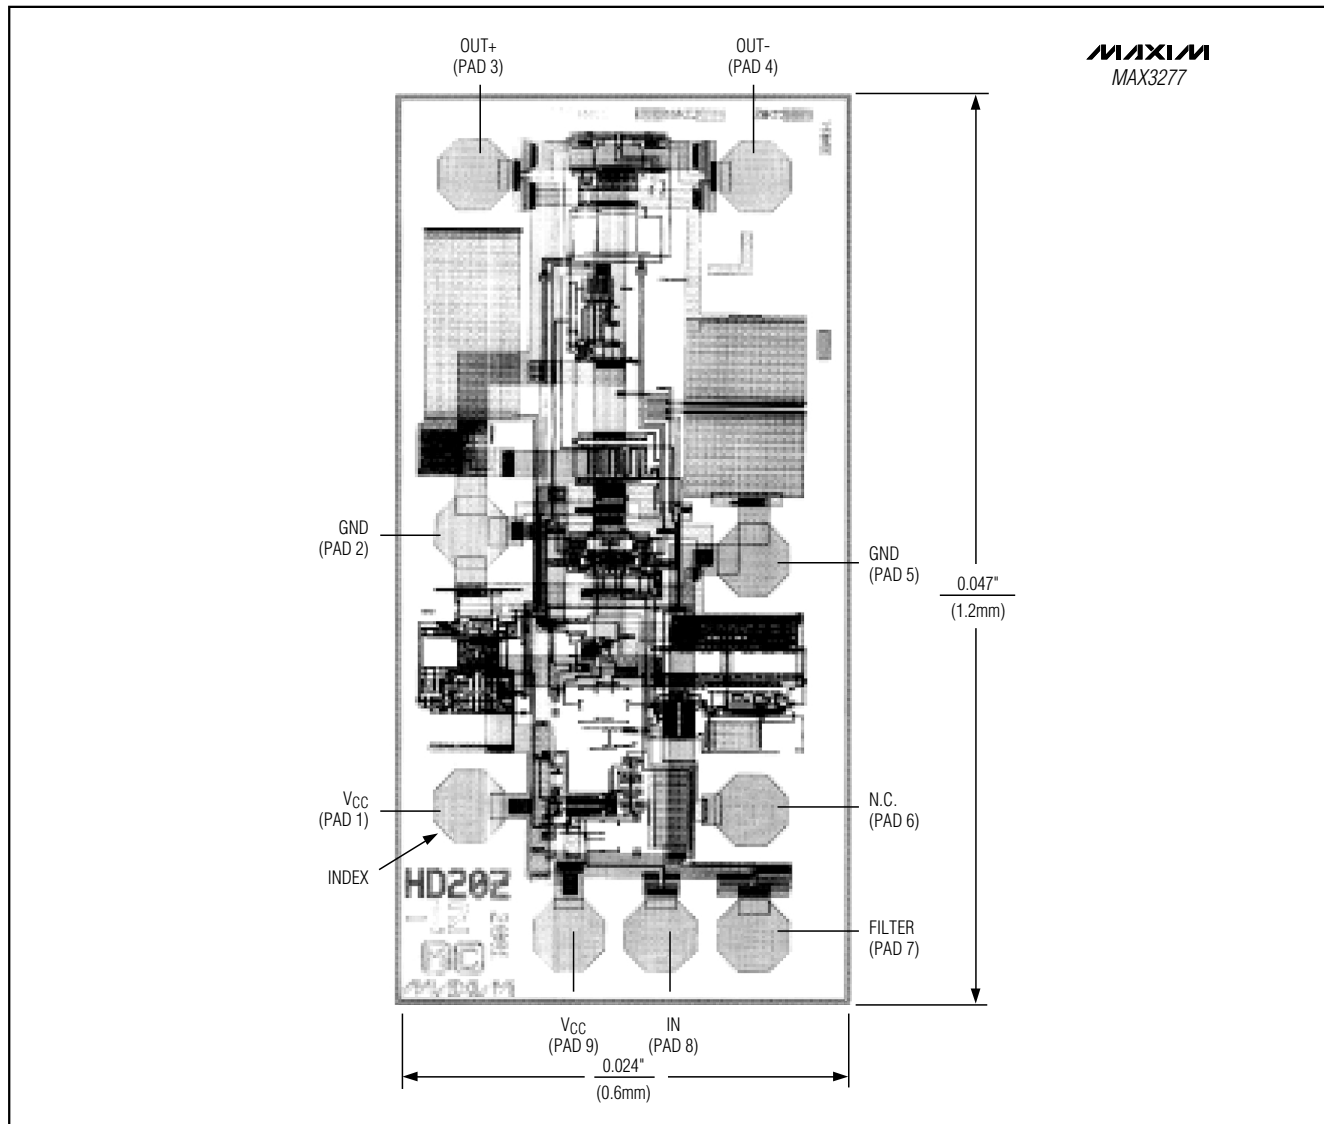 OUT+
(PAD 3)
OUT-
(PAD 4)
MAXIM
MAX3277
GND
(PAD 2)
GND
(PAD 5)
0.047"
(1.2mm)
VCC
(PAD 1)
N.C.
(PAD 6)
INDEX
HD202
2001
FILTER
(PAD 7)
VCC
(PAD 9)
IN
(PAD 8)
0.024"
(0.6mm)